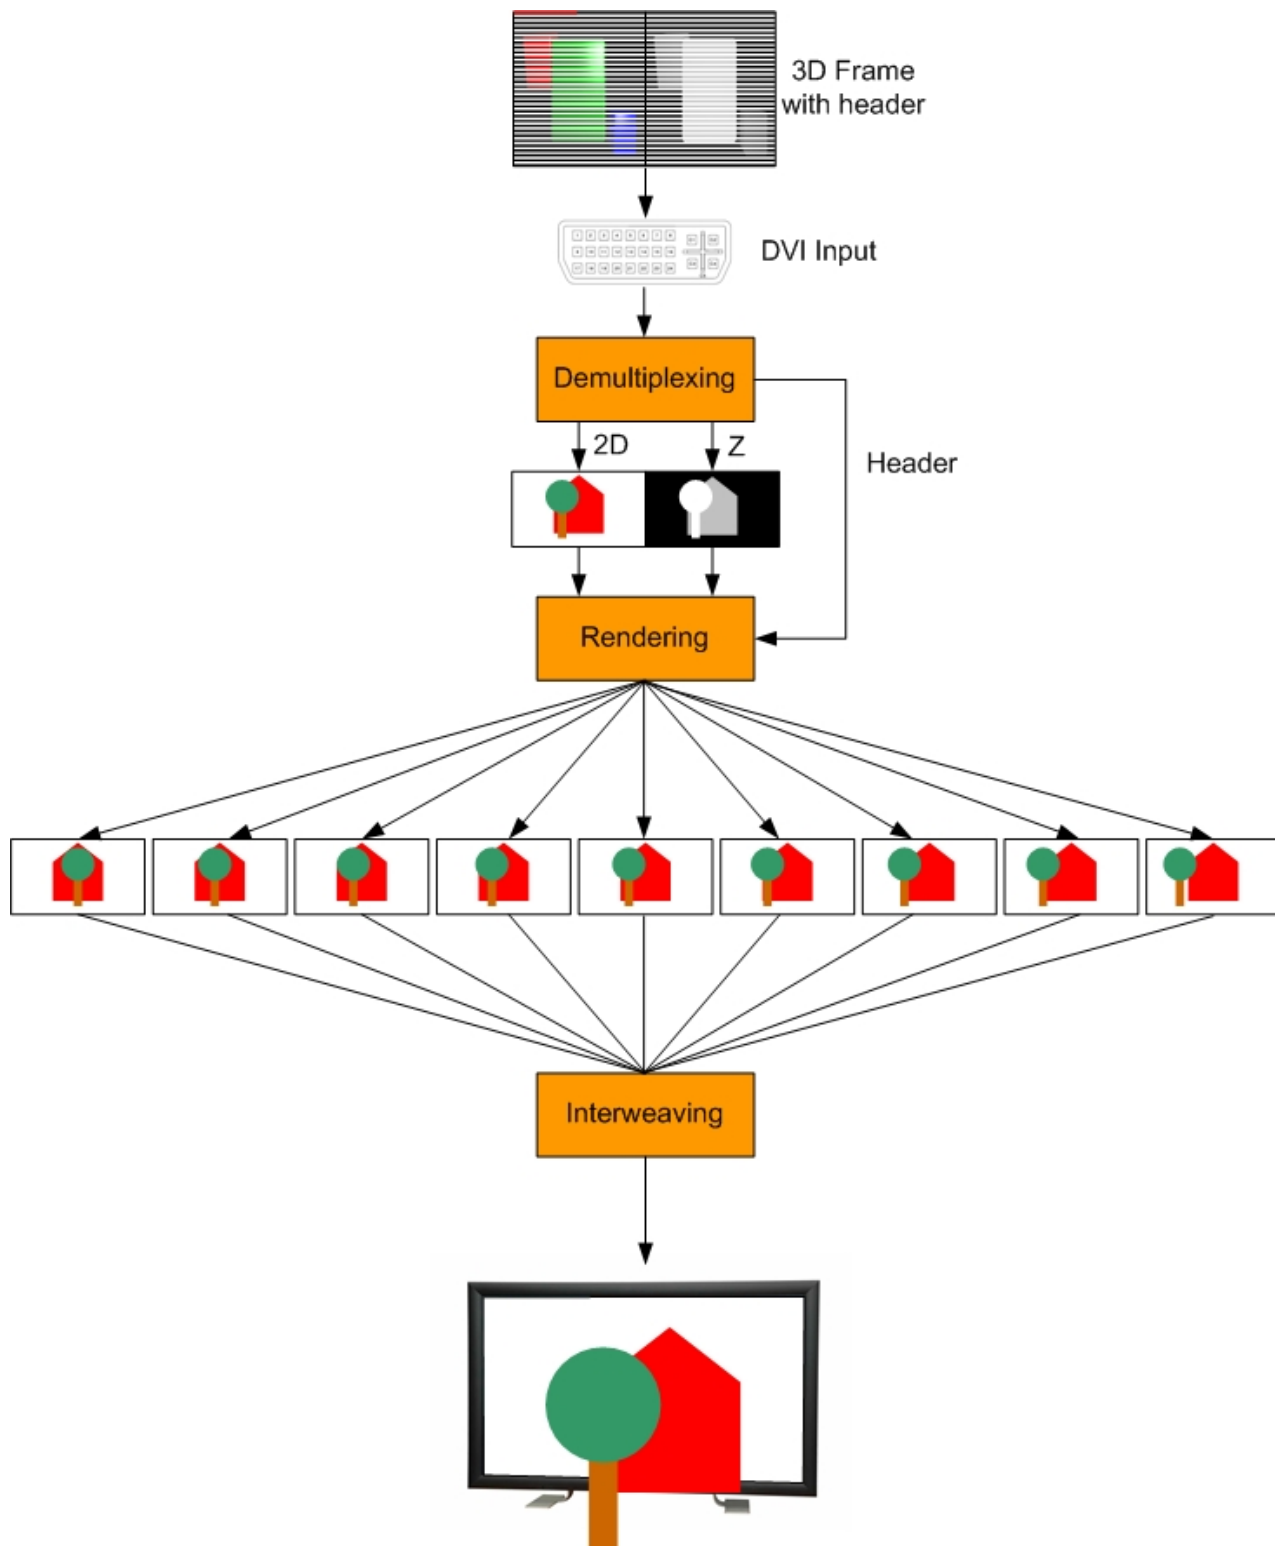 3D Frame
with header
DVI Input
Demultiplexing
2D
Z
Header
Rendering
Interweaving